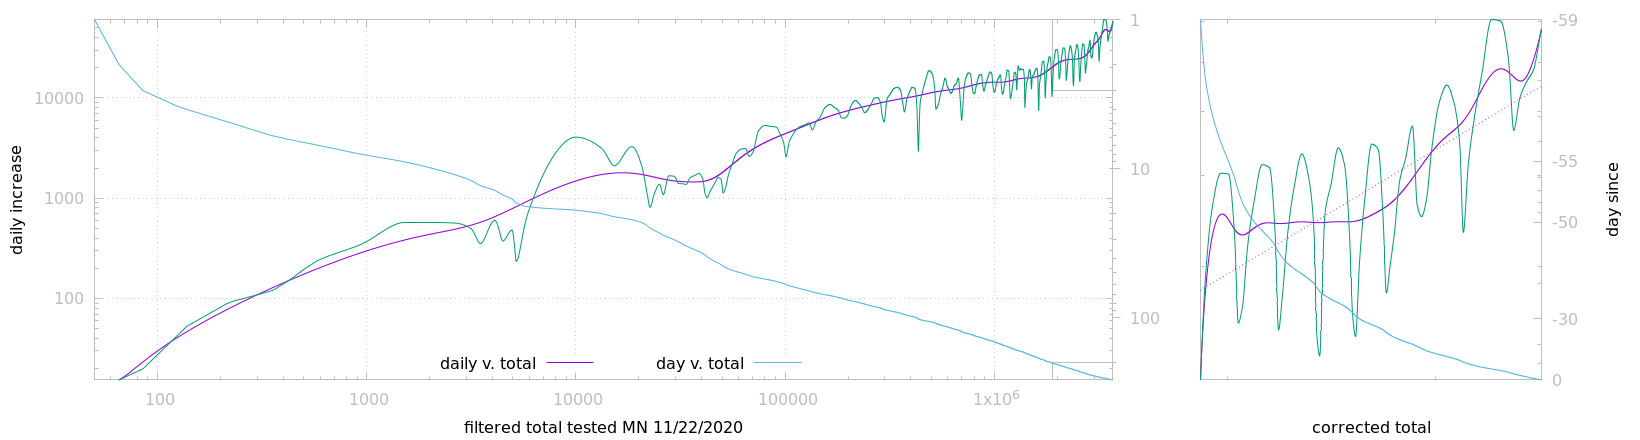 daily increase
10000
1000
100
100
1000
10000
100000
1x10^6
filtered total tested MN 11/22/2020
daily v. total
day v. total
1
10
100
-59
-55
-50
-30
0
day since
corrected total